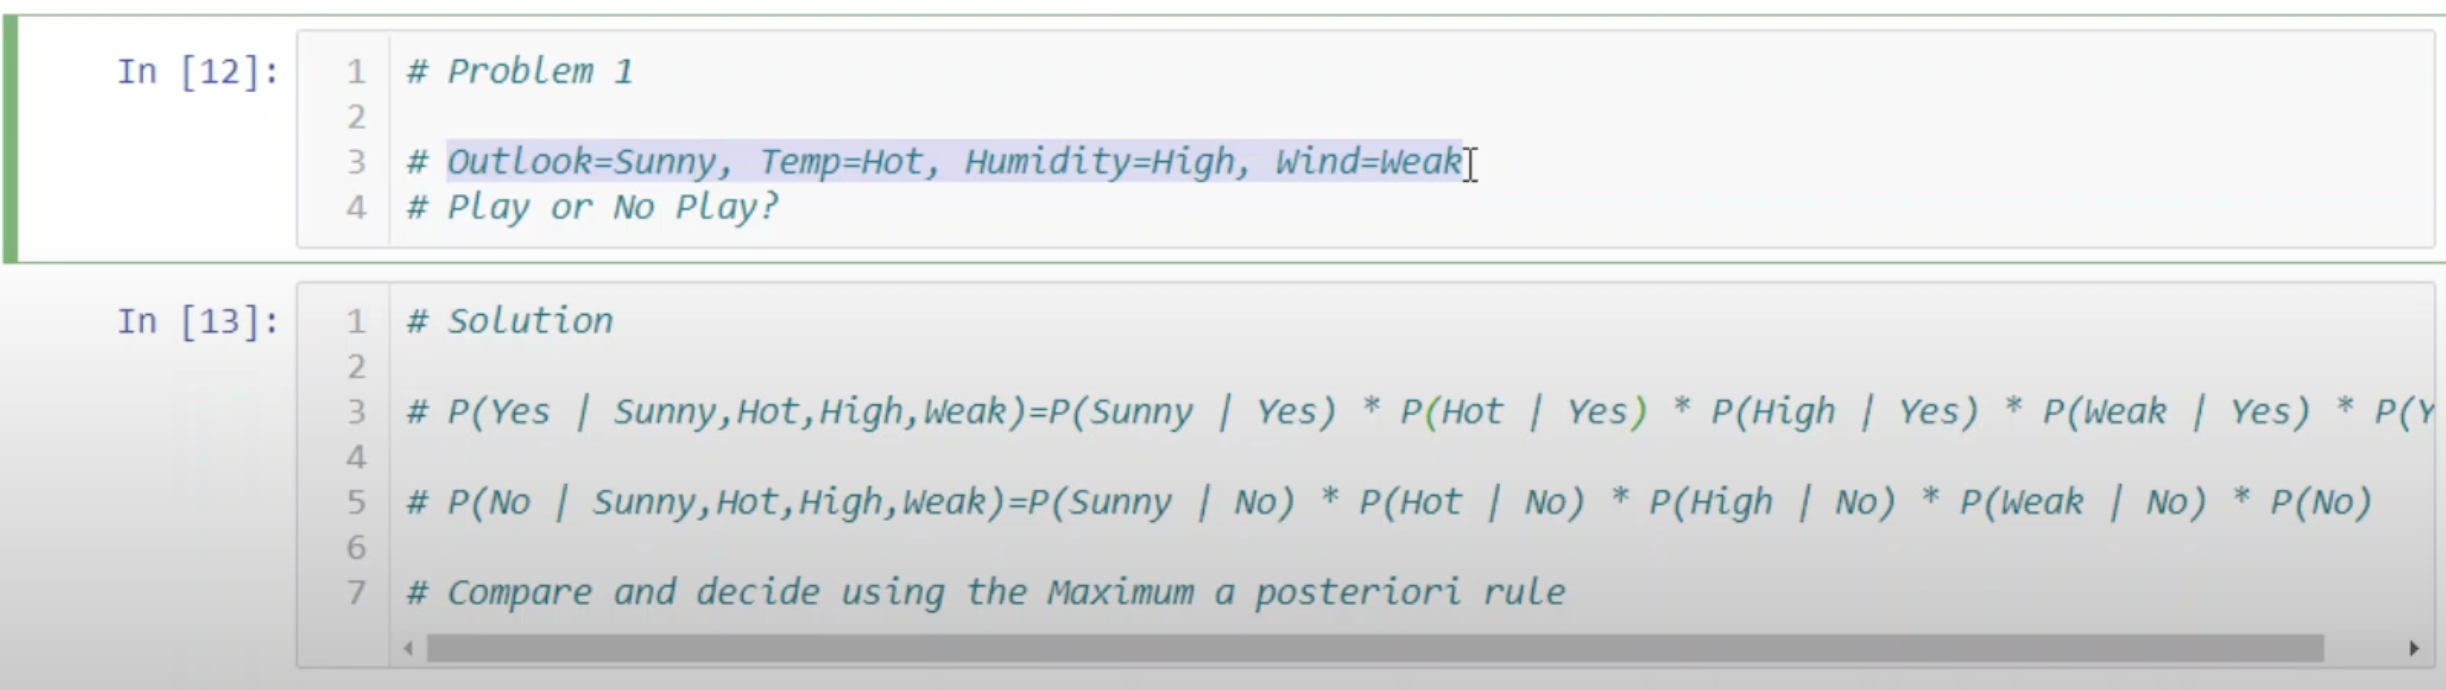 In [12]:
1 # Problem 1
2
3 # Outlook=Sunny, Temp=Hot, Humidity=High, Wind=Weak
4 # Play or No Play?
In [13]:
1 # Solution
2
3 # P(Yes | Sunny,Hot,High,Weak)=P(Sunny | Yes) * P(Hot | Yes) * P(High | Yes) * P(Weak | Yes) * P(Y
4
5 # P(No | Sunny,Hot,High,Weak)=P(Sunny | No) * P(Hot | No) * P(High | No) * P(Weak | No) * P(No)
6
7 # Compare and decide using the Maximum a posteriori rule